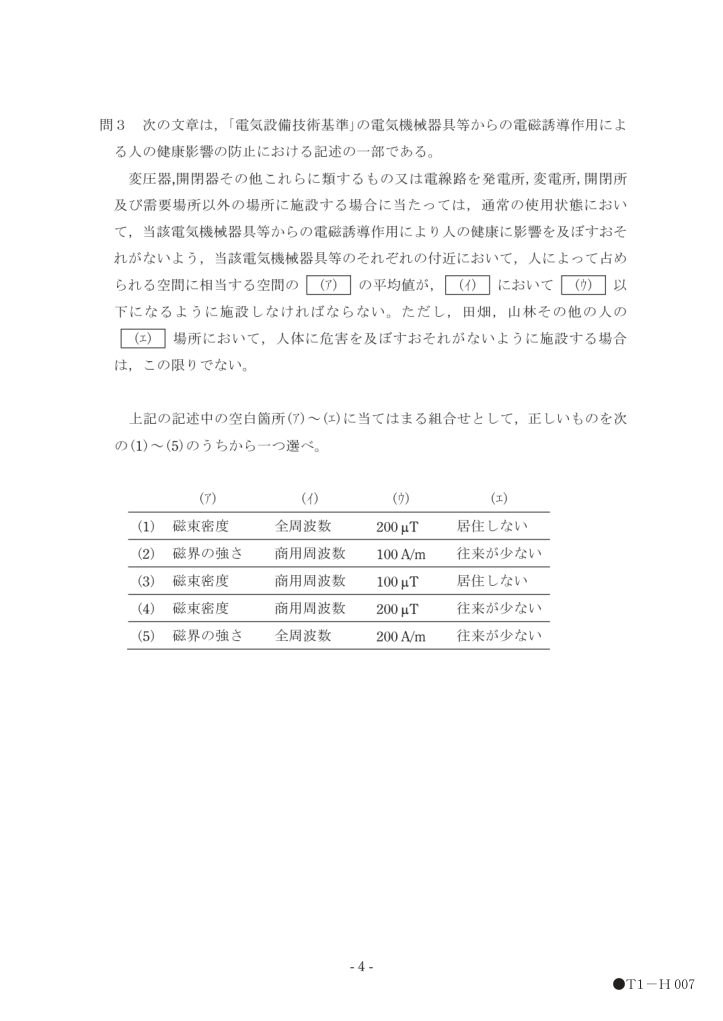 問３　次の文章は，「電気設備技術基準」の電気機械器具等からの電磁誘導作用によ
る人の健康影響の防止における記述の一部である。
変圧器,開閉器その他これらに類するもの又は電線路を発電所，変電所，開閉所
及び需要場所以外の場所に施設する場合に当たっては，通常の使用状態におい
て，当該電気機械器具等からの電磁誘導作用により人の健康に影響を及ぼすおそ
れがないよう，当該電気機械器具等のそれぞれの付近において，人によって占め
られる空間に相当する空間の (ア) の平均値が， (イ) において (ウ) 以
下になるように施設しなければならない。ただし，田畑，山林その他の人の
(エ) 場所において，人体に危害を及ぼすおそれがないように施設する場合
は，この限りでない。
上記の記述中の空白箇所(ア)～(エ)に当てはまる組合せとして，正しいものを次
の(1)～(5)のうちから一つ選べ。
(ア) (イ) (ウ) (エ)
(1) 磁束密度 全周波数 200 μT 居住しない
(2) 磁界の強さ 商用周波数 100 A/m 往来が少ない
(3) 磁束密度 商用周波数 100 μT 居住しない
(4) 磁束密度 商用周波数 200 μT 往来が少ない
(5) 磁界の強さ 全周波数 200 A/m 往来が少ない
- 4 -
●T1－H 007